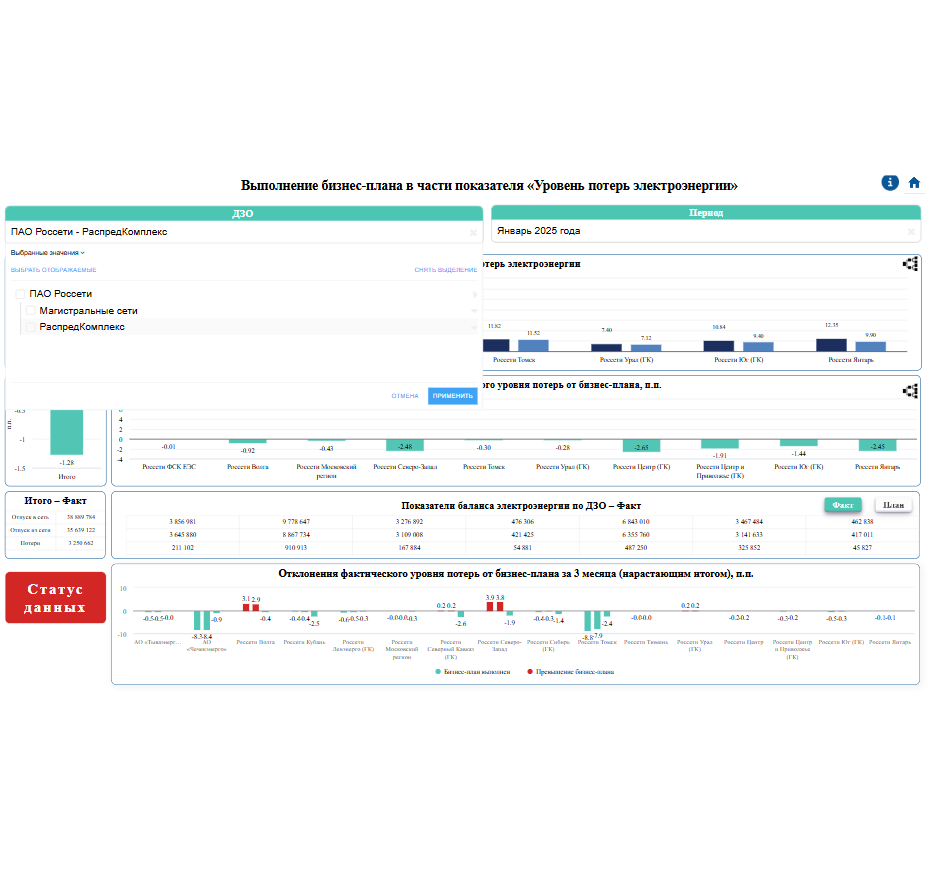 Выполнение бизнес-плана в части показателя «Уровень потерь электроэнергии»
ДЗО
Период
ПАО Россети - РаспредКомплекс
Январь 2025 года
Выбранные значения
ВЫБРАТЬ ОТОБРАЖАЕМЫЕ
СНЯТЬ ВЫДЕЛЕНИЕ
ПАО Россети
Магистральные сети
РаспредКомплекс
ОТМЕНА
ПРИМЕНИТЬ
отерь электроэнергии
11.82 11.52 7.40 7.12 10.84 9.40 12.35 9.90
Россети Томск Россети Урал (ГК) Россети Юг (ГК) Россети Янтарь
ого уровня потерь от бизнес-плана, п.п.
п.п.
-0.5
-1
-1.5
-1.28
Итого
4
2
0
-2
-4
-0.01 -0.92 -0.43 -2.48 -0.30 -0.28 -2.65 -1.91 -1.44 -2.45
Россети ФСК ЕЭС Россети Волга Россети Московский регион Россети Северо-Запад Россети Томск Россети Урал (ГК) Россети Центр (ГК) Россети Центр и Приволжье (ГК) Россети Юг (ГК) Россети Янтарь
Итого – Факт
Отпуск в сеть 38 889 784
Отпуск из сети 35 639 122
Потери 3 250 662
Показатели баланса электроэнергии по ДЗО – Факт
Факт
План
3 856 981 9 778 647 3 276 892 476 306 6 843 010 3 467 484 462 838
3 645 880 8 867 734 3 109 008 421 425 6 355 760 3 141 633 417 011
211 102 910 913 167 884 54 881 487 250 325 852 45 827
Статус
данных
Отклонения фактического уровня потерь от бизнес-плана за 3 месяца (нарастающим итогом), п.п.
10
0
-10
-0.5 -0.5 0.0 -8.3 -8.4 -0.9 3.1 2.9 -0.4 -0.4 -0.4 -2.5 -0.6 -0.5 -0.3 -0.0 0.0 -0.3 0.2 0.2 -2.6 3.9 3.8 -1.9 -0.4 -0.3 -1.4 -8.8 -7.9 -2.4 -0.0 -0.0 0.2 0.2 -0.2 -0.2 -0.3 -0.2 -0.5 -0.3 -0.1 -0.1
АО «Тываэнерг... АО «Чеченэнерго» Россети Волга Россети Кубань Россети Ленэнерго (ГК) Россети Московский регион Россети Северный Кавказ (ГК) Россети Северо-Запад Россети Сибирь (ГК) Россети Томск Россети Тюмень Россети Урал (ГК) Россети Центр Россети Центр и Приволжье (ГК) Россети Юг (ГК) Россети Янтарь
Бизнес-план выполнен
Превышение бизнес-плана